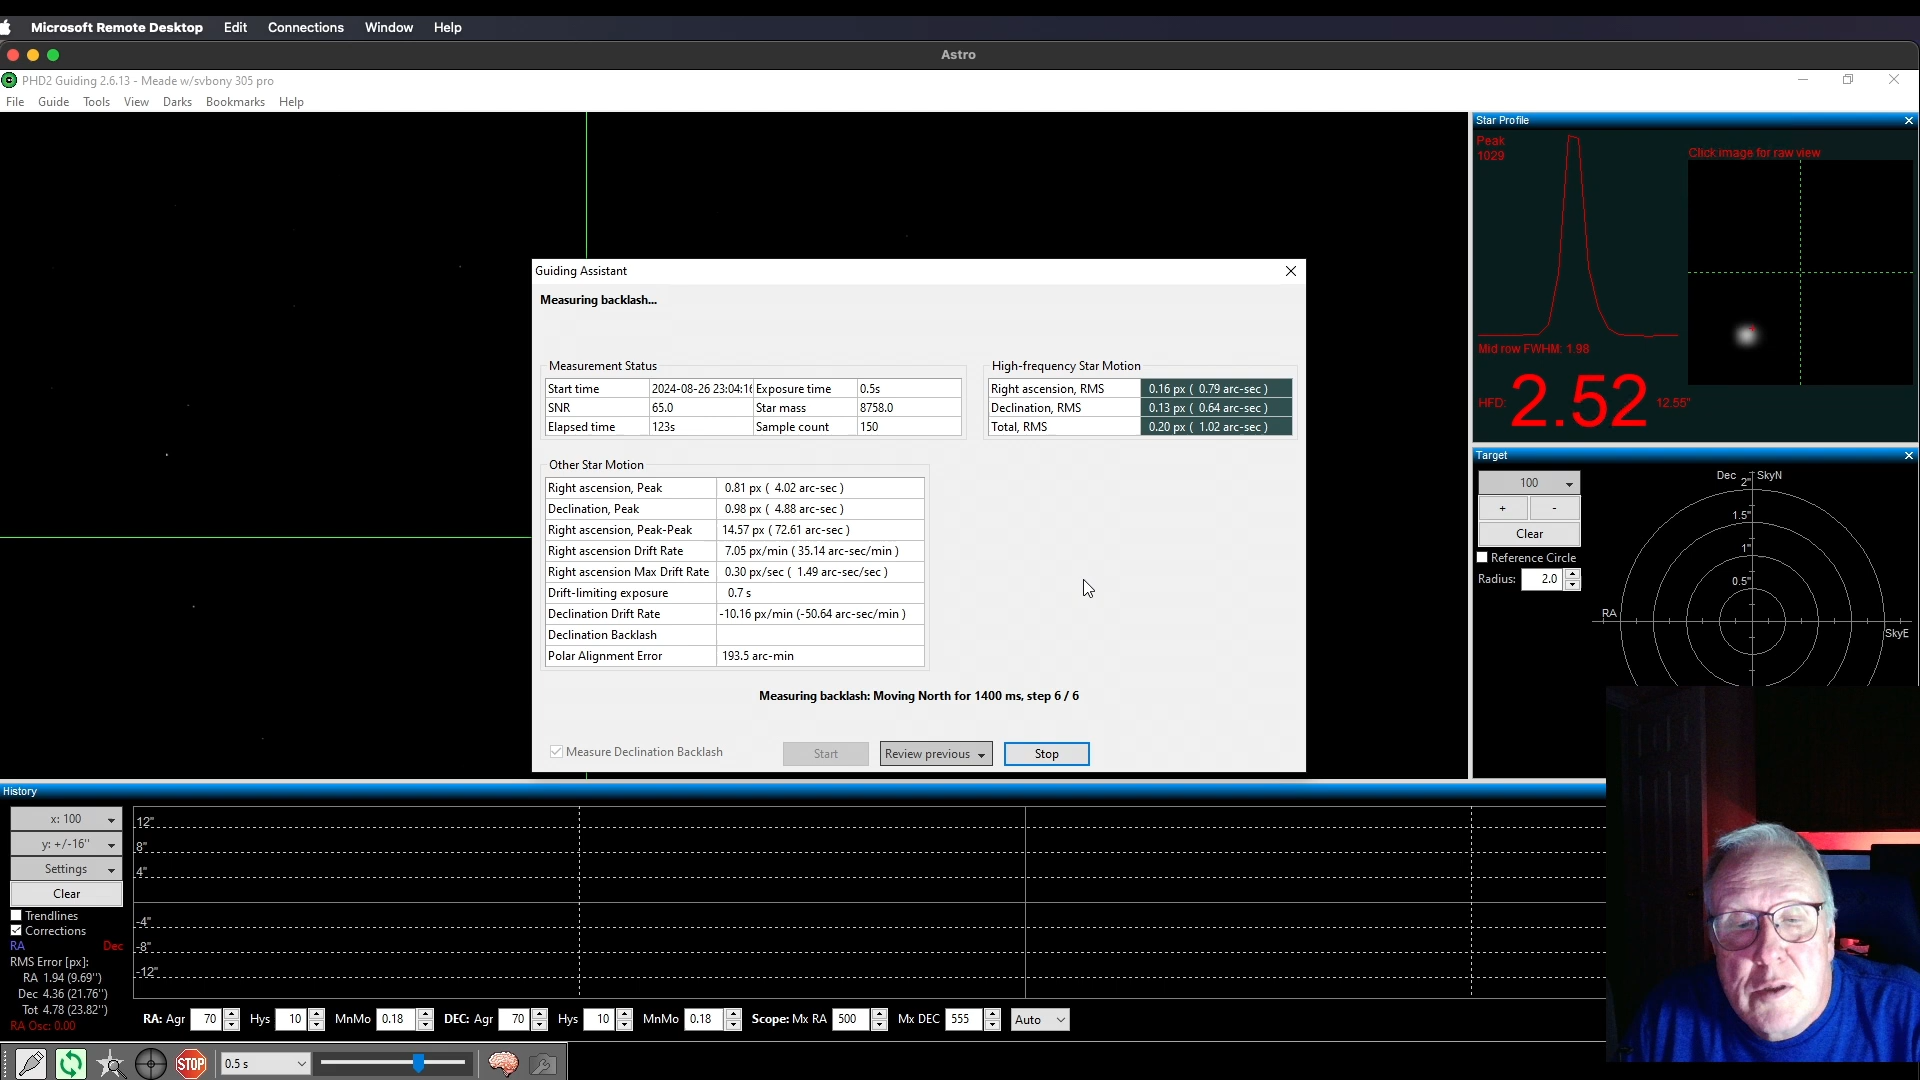 Microsoft Remote Desktop Edit Connections Window Help
Astro
PHD2 Guiding 2.6.13 - Meade w/svbony 305 pro
File Guide Tools View Darks Bookmarks Help
Star Profile
Peak
1029
Click image for raw view
Mid row FWHM: 1.98
HFD: 2.52 12.55"
Guiding Assistant
Measuring backlash...
Measurement Status
Start time 2024-08-26 23:04:16 Exposure time 0.5s
SNR 65.0 Star mass 8758.0
Elapsed time 123s Sample count 150
High-frequency Star Motion
Right ascension, RMS 0.16 px ( 0.79 arc-sec )
Declination, RMS 0.13 px ( 0.64 arc-sec )
Total, RMS 0.20 px ( 1.02 arc-sec )
Other Star Motion
Right ascension, Peak 0.81 px ( 4.02 arc-sec )
Declination, Peak 0.98 px ( 4.88 arc-sec )
Right ascension, Peak-Peak 14.57 px ( 72.61 arc-sec )
Right ascension Drift Rate 7.05 px/min ( 35.14 arc-sec/min )
Right ascension Max Drift Rate 0.30 px/sec ( 1.49 arc-sec/sec )
Drift-limiting exposure 0.7 s
Declination Drift Rate -10.16 px/min (-50.64 arc-sec/min )
Declination Backlash
Polar Alignment Error 193.5 arc-min
Measuring backlash: Moving North for 1400 ms, step 6 / 6
Measure Declination Backlash Start Review previous Stop
Target
100
+ -
Clear
Reference Circle
Radius: 2.0
Dec SkyN
2"
1.5"
1"
0.5"
RA
SkyE
History
x: 100
y: +/-16"
Settings
Clear
Trendlines
Corrections
RA Dec
RMS Error [px]:
RA 1.94 (9.69")
Dec 4.36 (21.76")
Tot 4.78 (23.82")
RA Osc: 0.00
12"
8"
4"
-4"
-8"
-12"
RA: Agr 70 Hys 10 MnMo 0.18 DEC: Agr 70 Hys 10 MnMo 0.18 Scope: Mx RA 500 Mx DEC 555 Auto
STOP 0.5 s